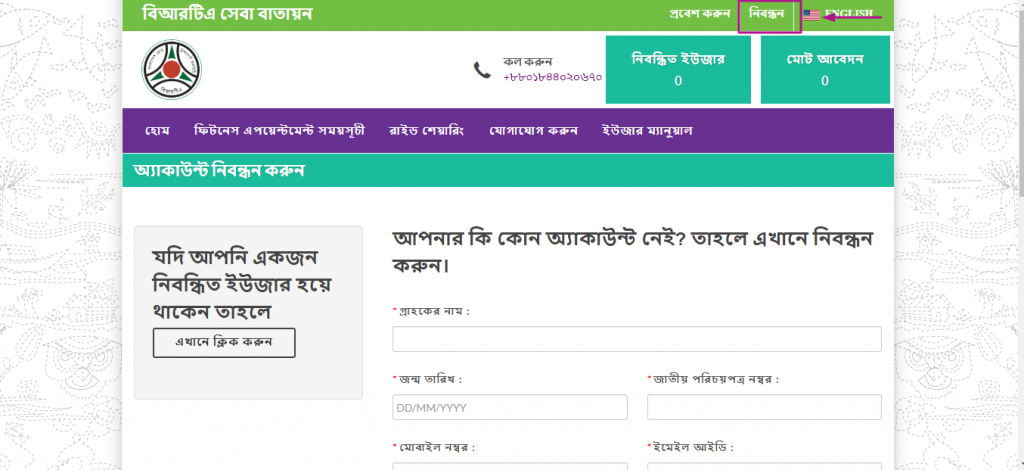 বিআরটিএ সেবা বাতায়ন
প্রবেশ করুন নিবন্ধন ENGLISH
কল করুন
+৮৮০১৮৪৪০২০৬৭০
নিবন্ধিত ইউজার
0
মোট আবেদন
0
বিআরটিএ
হোম ফিটনেস এপয়েন্টমেন্ট সময়সূচী রাইড শেয়ারিং যোগাযোগ করুন ইউজার ম্যানুয়াল
অ্যাকাউন্ট নিবন্ধন করুন
যদি আপনি একজন
নিবন্ধিত ইউজার হয়ে
থাকেন তাহলে
এখানে ক্লিক করুন
আপনার কি কোন অ্যাকাউন্ট নেই? তাহলে এখানে নিবন্ধন
করুন।
* গ্রাহকের নাম :
* জন্ম তারিখ : * জাতীয় পরিচয়পত্র নম্বর :
DD/MM/YYYY
* মোবাইল নম্বর : * ইমেইল আইডি :